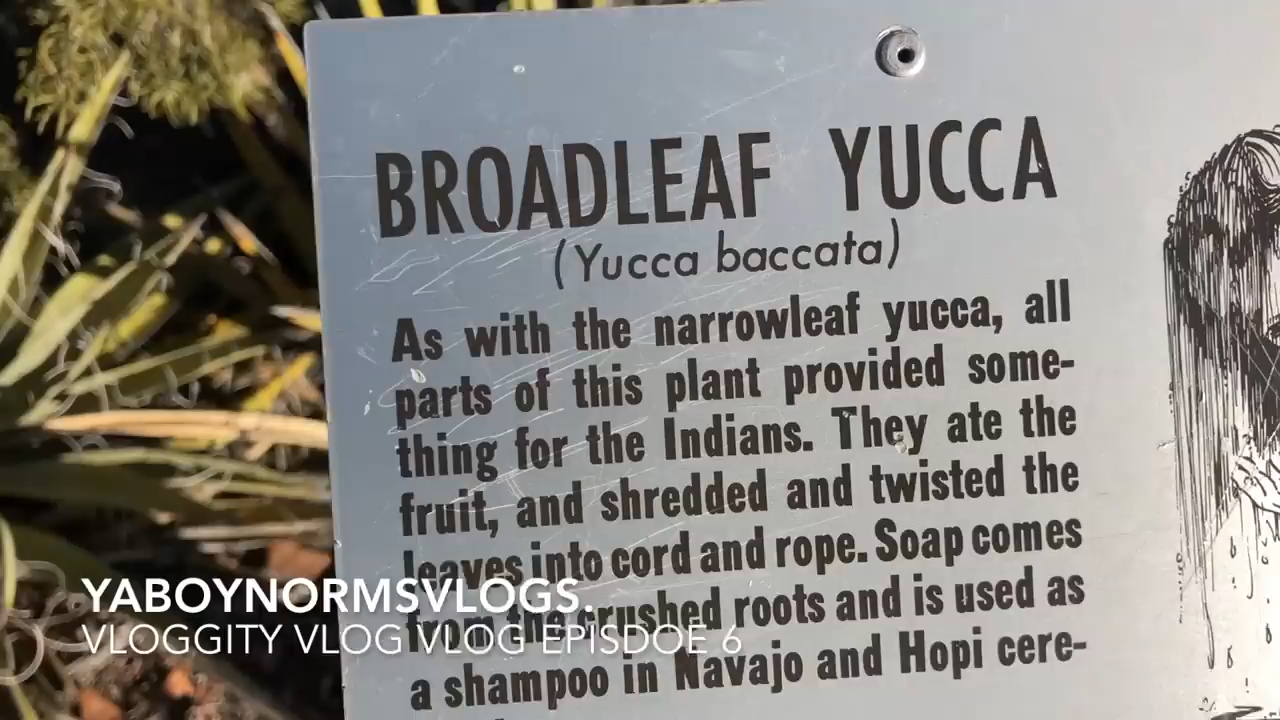 BROADLEAF YUCCA
(Yucca baccata)
As with the narrowleaf yucca, all
parts of this plant provided some-
thing for the Indians. They ate the
fruit, and shredded and twisted the
leaves into cord and rope. Soap comes
from the crushed roots and is used as
a shampoo in Navajo and Hopi cere-
YABOYNORMSVLOGS.
VLOGGITY VLOG VLOG EPISDOE 6